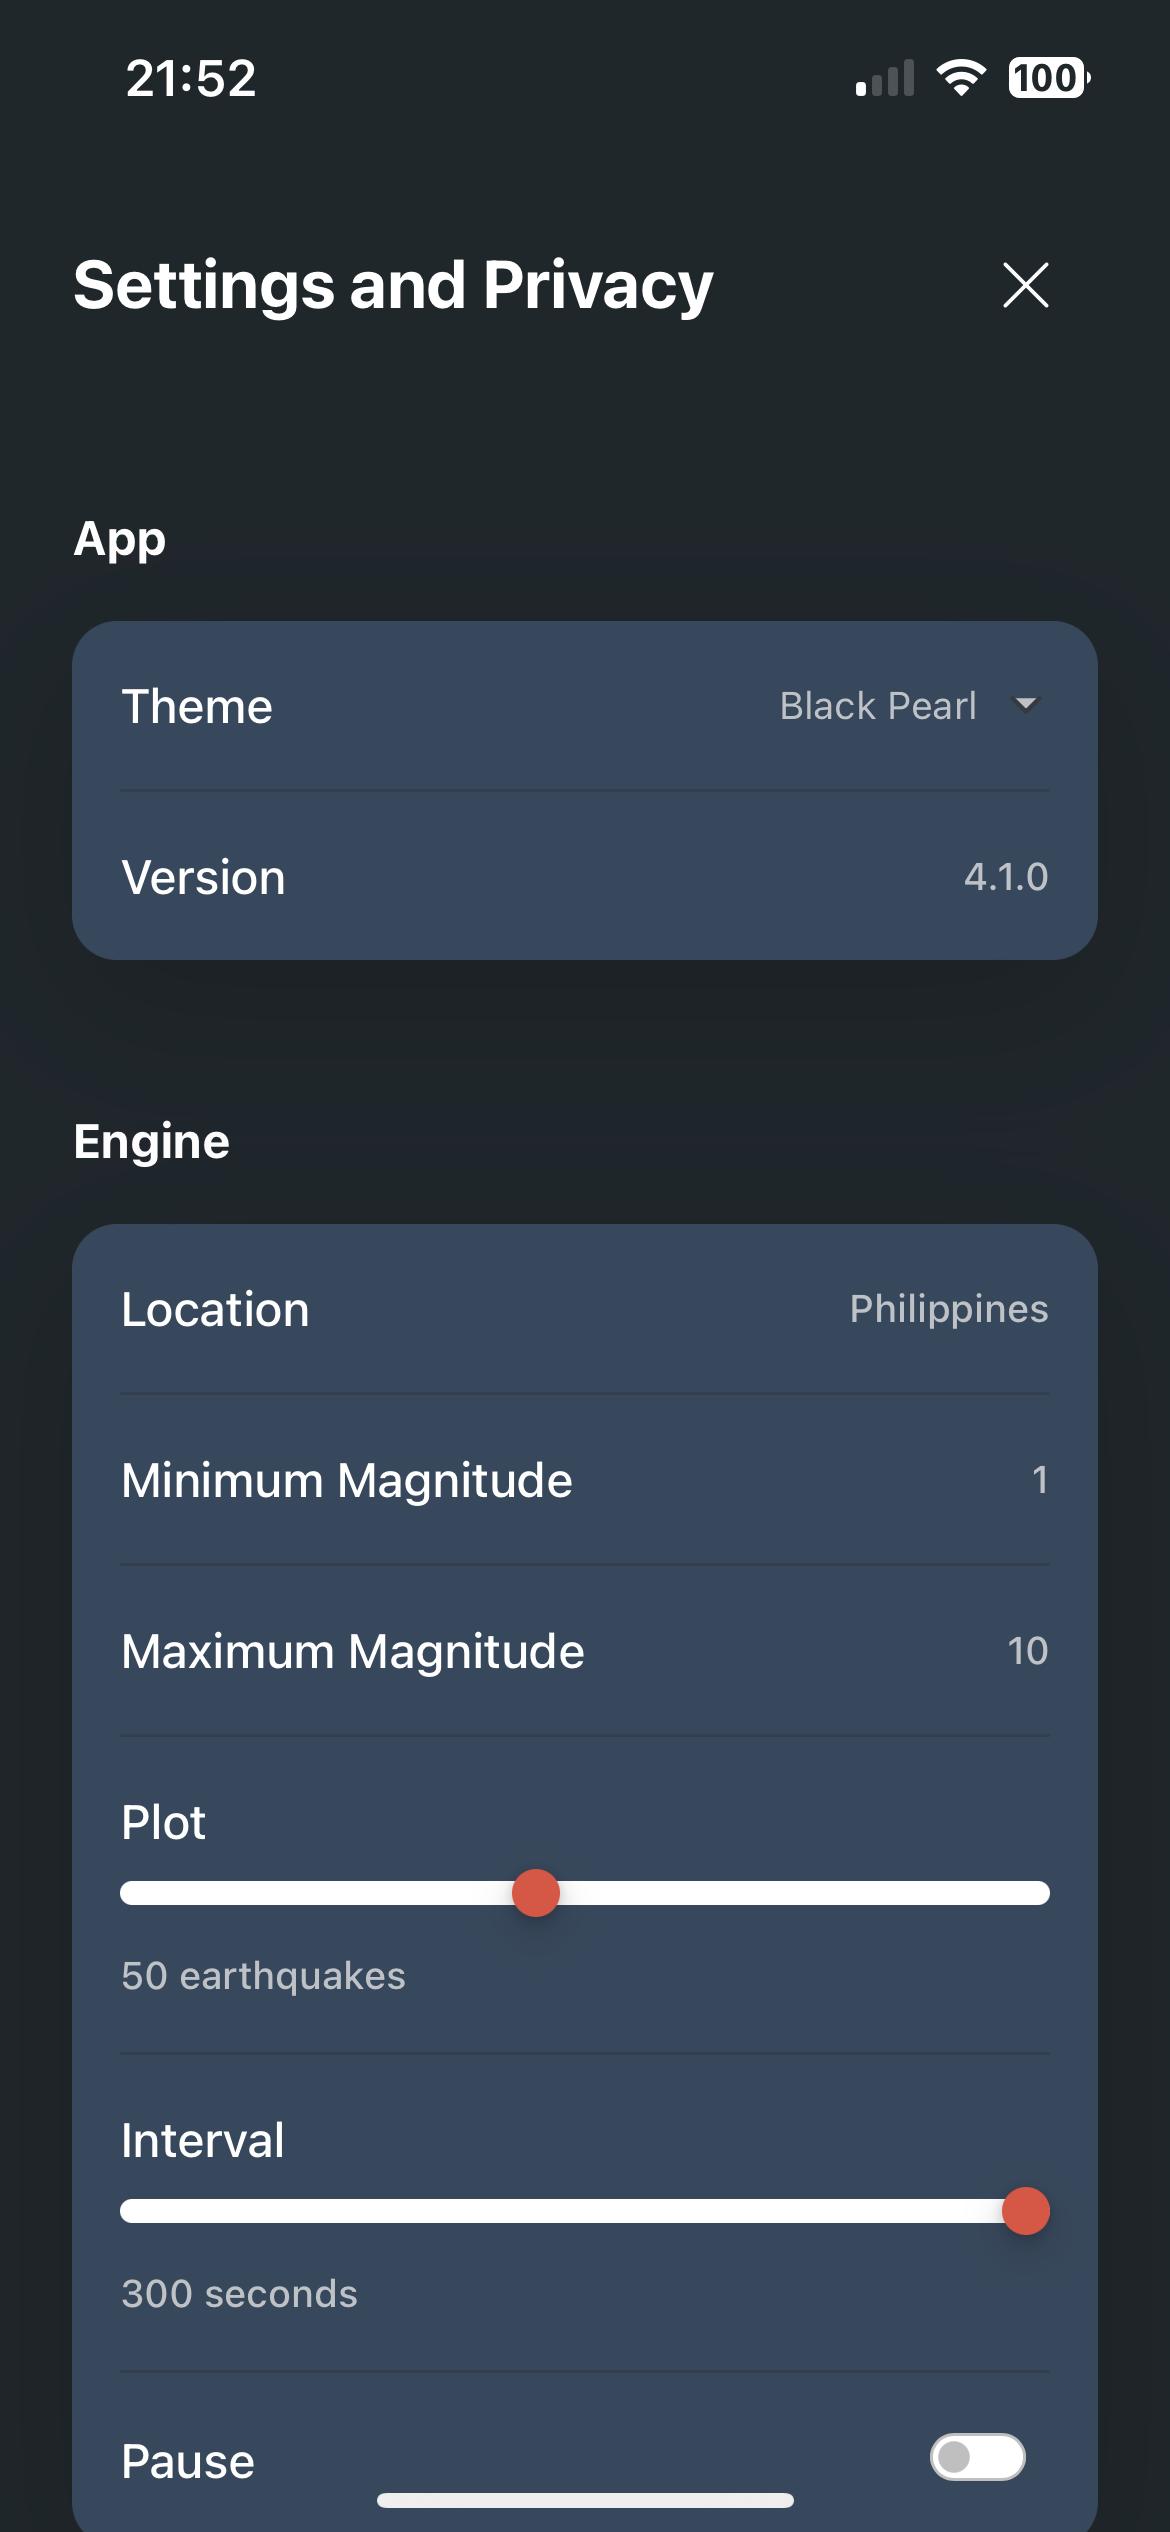 21:52
100
Settings and Privacy
App
Theme Black Pearl
Version 4.1.0
Engine
Location Philippines
Minimum Magnitude 1
Maximum Magnitude 10
Plot
50 earthquakes
Interval
300 seconds
Pause